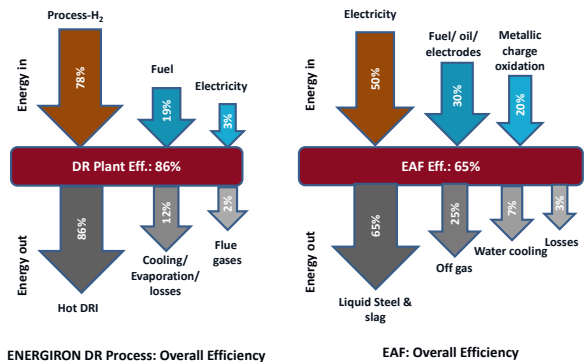 Process-H₂
Fuel
Electricity
Energy in
78%
19%
3%
DR Plant Eff.: 86%
Energy out
86%
12%
2%
Hot DRI
Cooling/
Evaporation/
losses
Flue
gases
ENERGIRON DR Process: Overall Efficiency
Electricity
Fuel/ oil/
electrodes
Metallic
charge
oxidation
Energy in
50%
30%
20%
EAF Eff.: 65%
Energy out
65%
25%
7%
3%
Liquid Steel &
slag
Off gas
Water cooling
Losses
EAF: Overall Efficiency